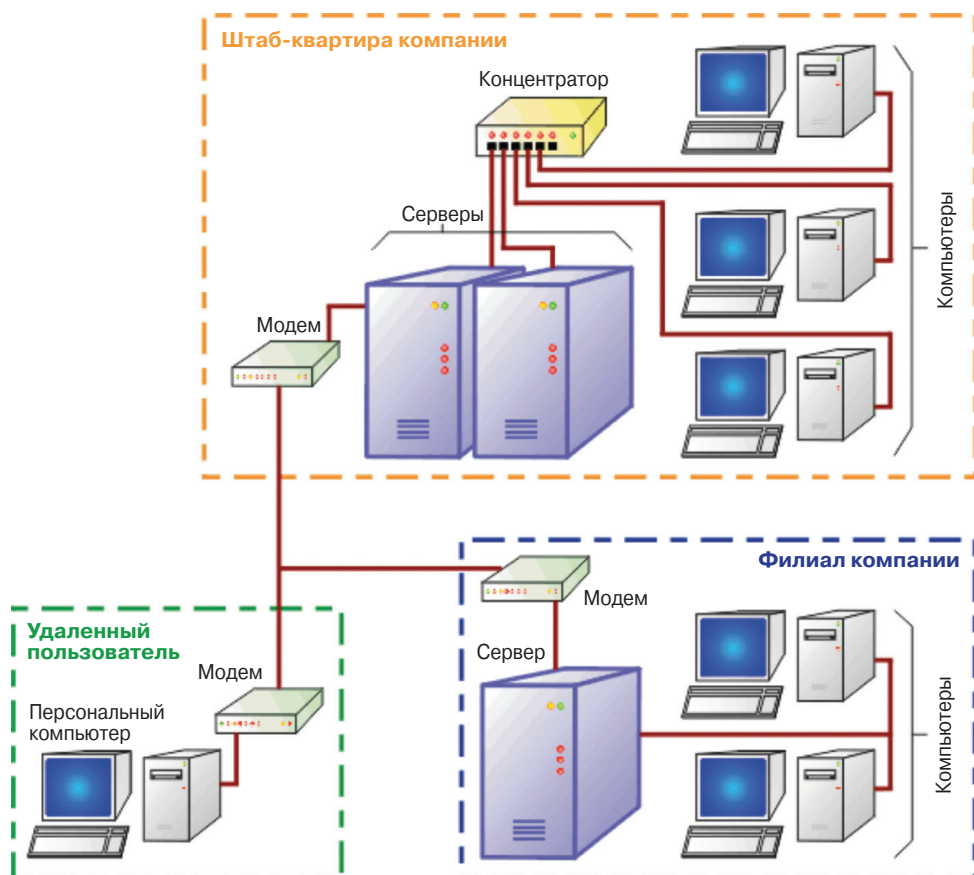 Штаб-квартира компании
Концентратор
Серверы
Компьютеры
Модем
Филиал компании
Модем
Удаленный
пользователь
Модем
Сервер
Персональный
компьютер
Компьютеры